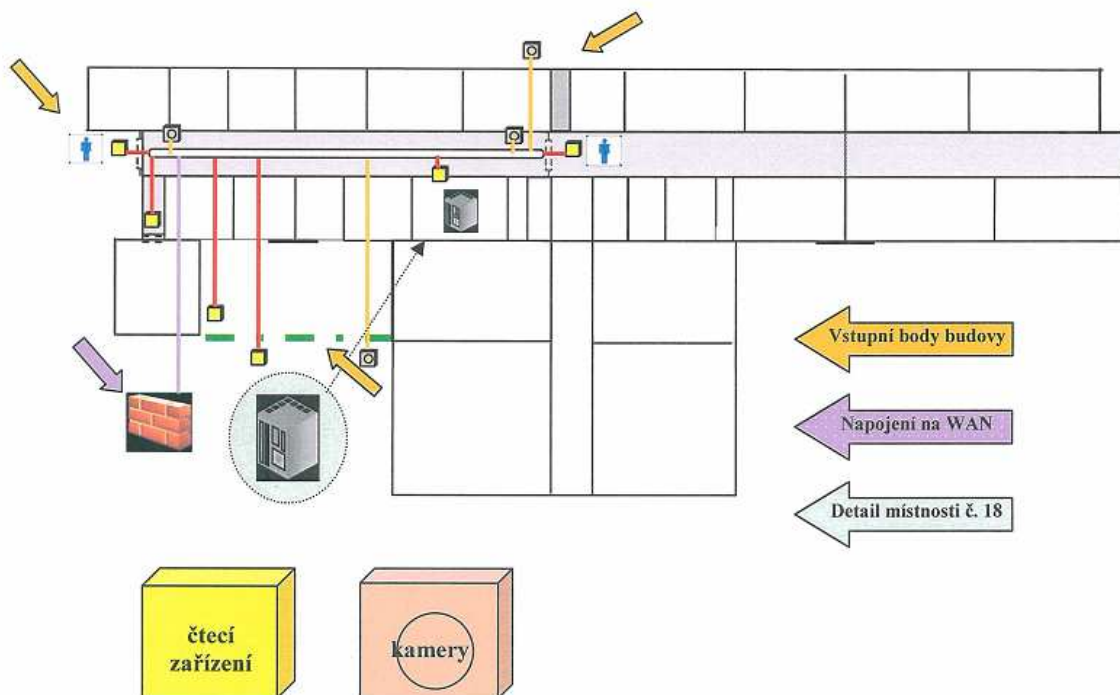 Vstupní body budovy
Napojení na WAN
Detail místnosti č. 18
čtecí
zařízení
kamery